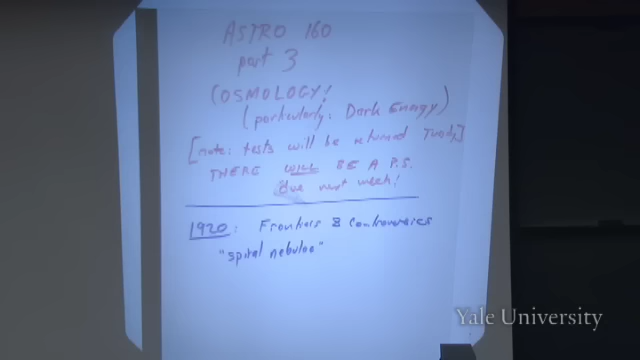 ASTRO 160
part 3
COSMOLOGY!
(particularly: Dark Energy)
[note: tests will be returned Tuesday]
THERE WILL BE A P.S.
due next week!
1920: Frontiers & Controversies
"spiral nebulae"
Yale University